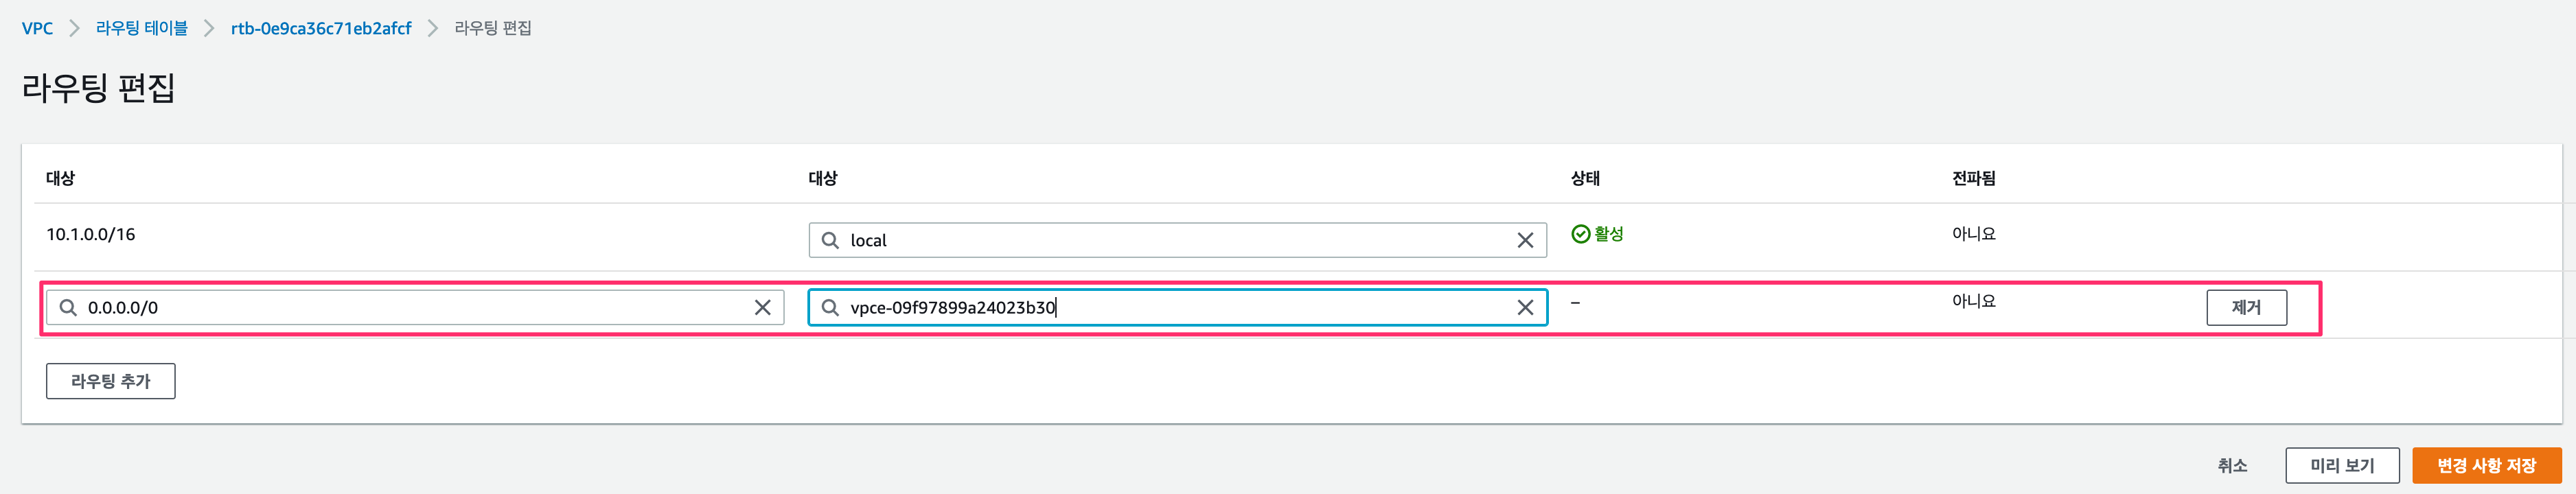 VPC > 라우팅 테이블 > rtb-0e9ca36c71eb2afcf > 라우팅 편집
라우팅 편집
대상 대상 상태 전파됨
10.1.0.0/16 local 활성 아니요
0.0.0.0/0 vpce-09f97899a24023b30 – 아니요 제거
라우팅 추가
취소 미리 보기 변경 사항 저장